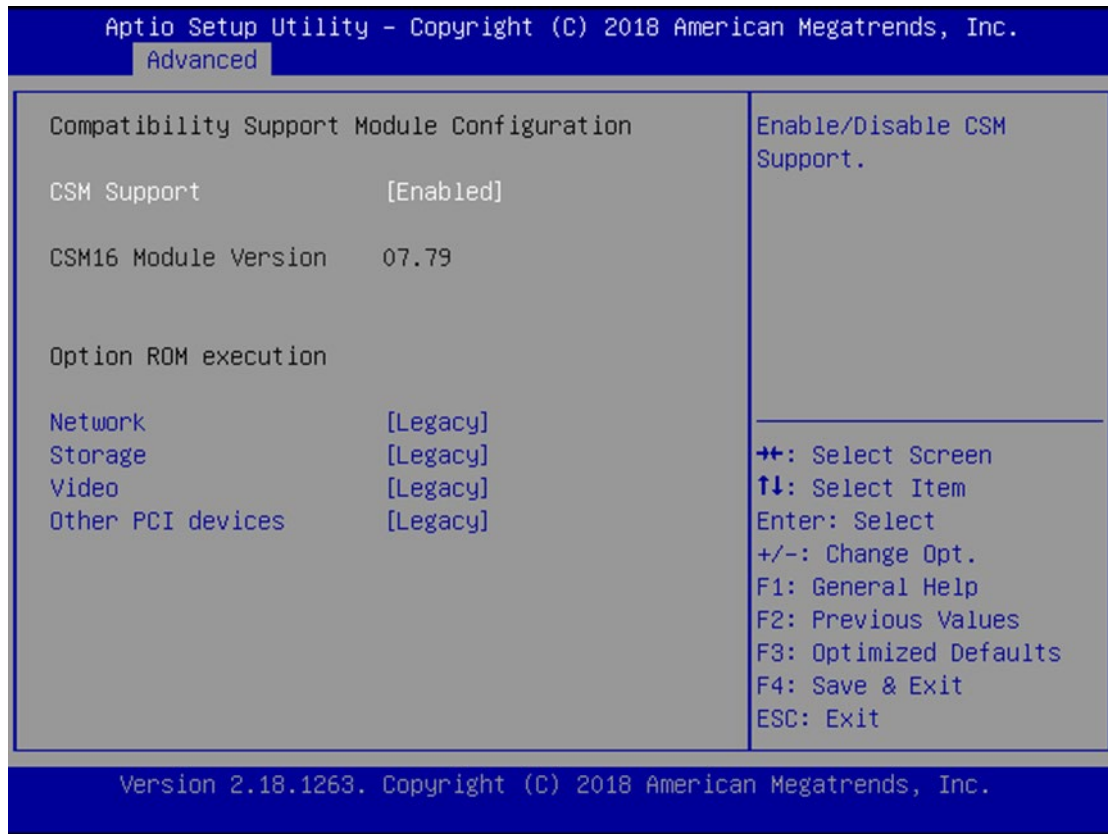 Aptio Setup Utility – Copyright (C) 2018 American Megatrends, Inc.
Advanced
Compatibility Support Module Configuration
CSM Support [Enabled]
CSM16 Module Version 07.79
Option ROM execution
Network [Legacy]
Storage [Legacy]
Video [Legacy]
Other PCI devices [Legacy]
Enable/Disable CSM
Support.
→←: Select Screen
↑↓: Select Item
Enter: Select
+/-: Change Opt.
F1: General Help
F2: Previous Values
F3: Optimized Defaults
F4: Save & Exit
ESC: Exit
Version 2.18.1263. Copyright (C) 2018 American Megatrends, Inc.